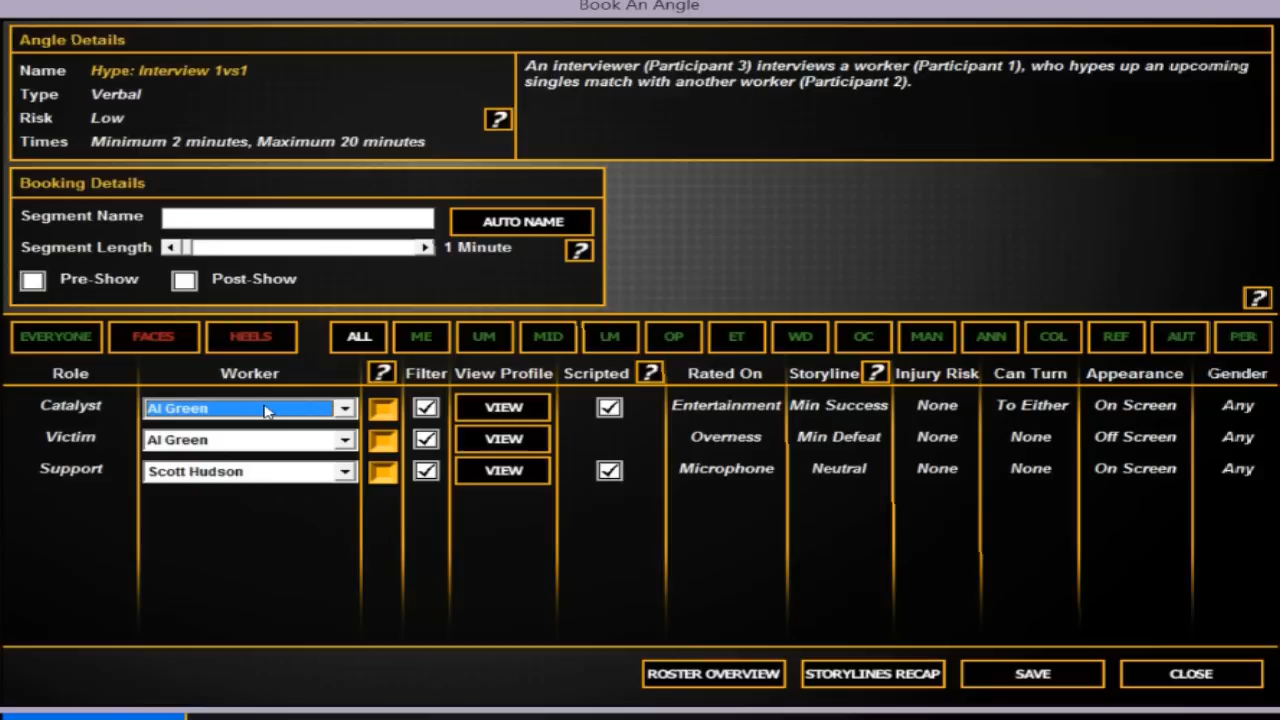 Book An Angle
Angle Details
Name Hype: Interview 1vs1
Type Verbal
Risk Low
?
Times Minimum 2 minutes, Maximum 20 minutes
An interviewer (Participant 3) interviews a worker (Participant 1), who hypes up an upcoming
singles match with another worker (Participant 2).
Booking Details
Segment Name AUTO NAME
Segment Length 1 Minute ?
Pre-Show Post-Show
?
EVERYONE FACES HEELS ALL ME UM MID LM OP ET WD OC MAN ANN COL REF AUT PER
Role Worker ? Filter View Profile Scripted ? Rated On Storyline ? Injury Risk Can Turn Appearance Gender
Catalyst Al Green VIEW Entertainment Min Success None To Either On Screen Any
Victim Al Green VIEW Overness Min Defeat None None Off Screen Any
Support Scott Hudson VIEW Microphone Neutral None None On Screen Any
ROSTER OVERVIEW STORYLINES RECAP SAVE CLOSE